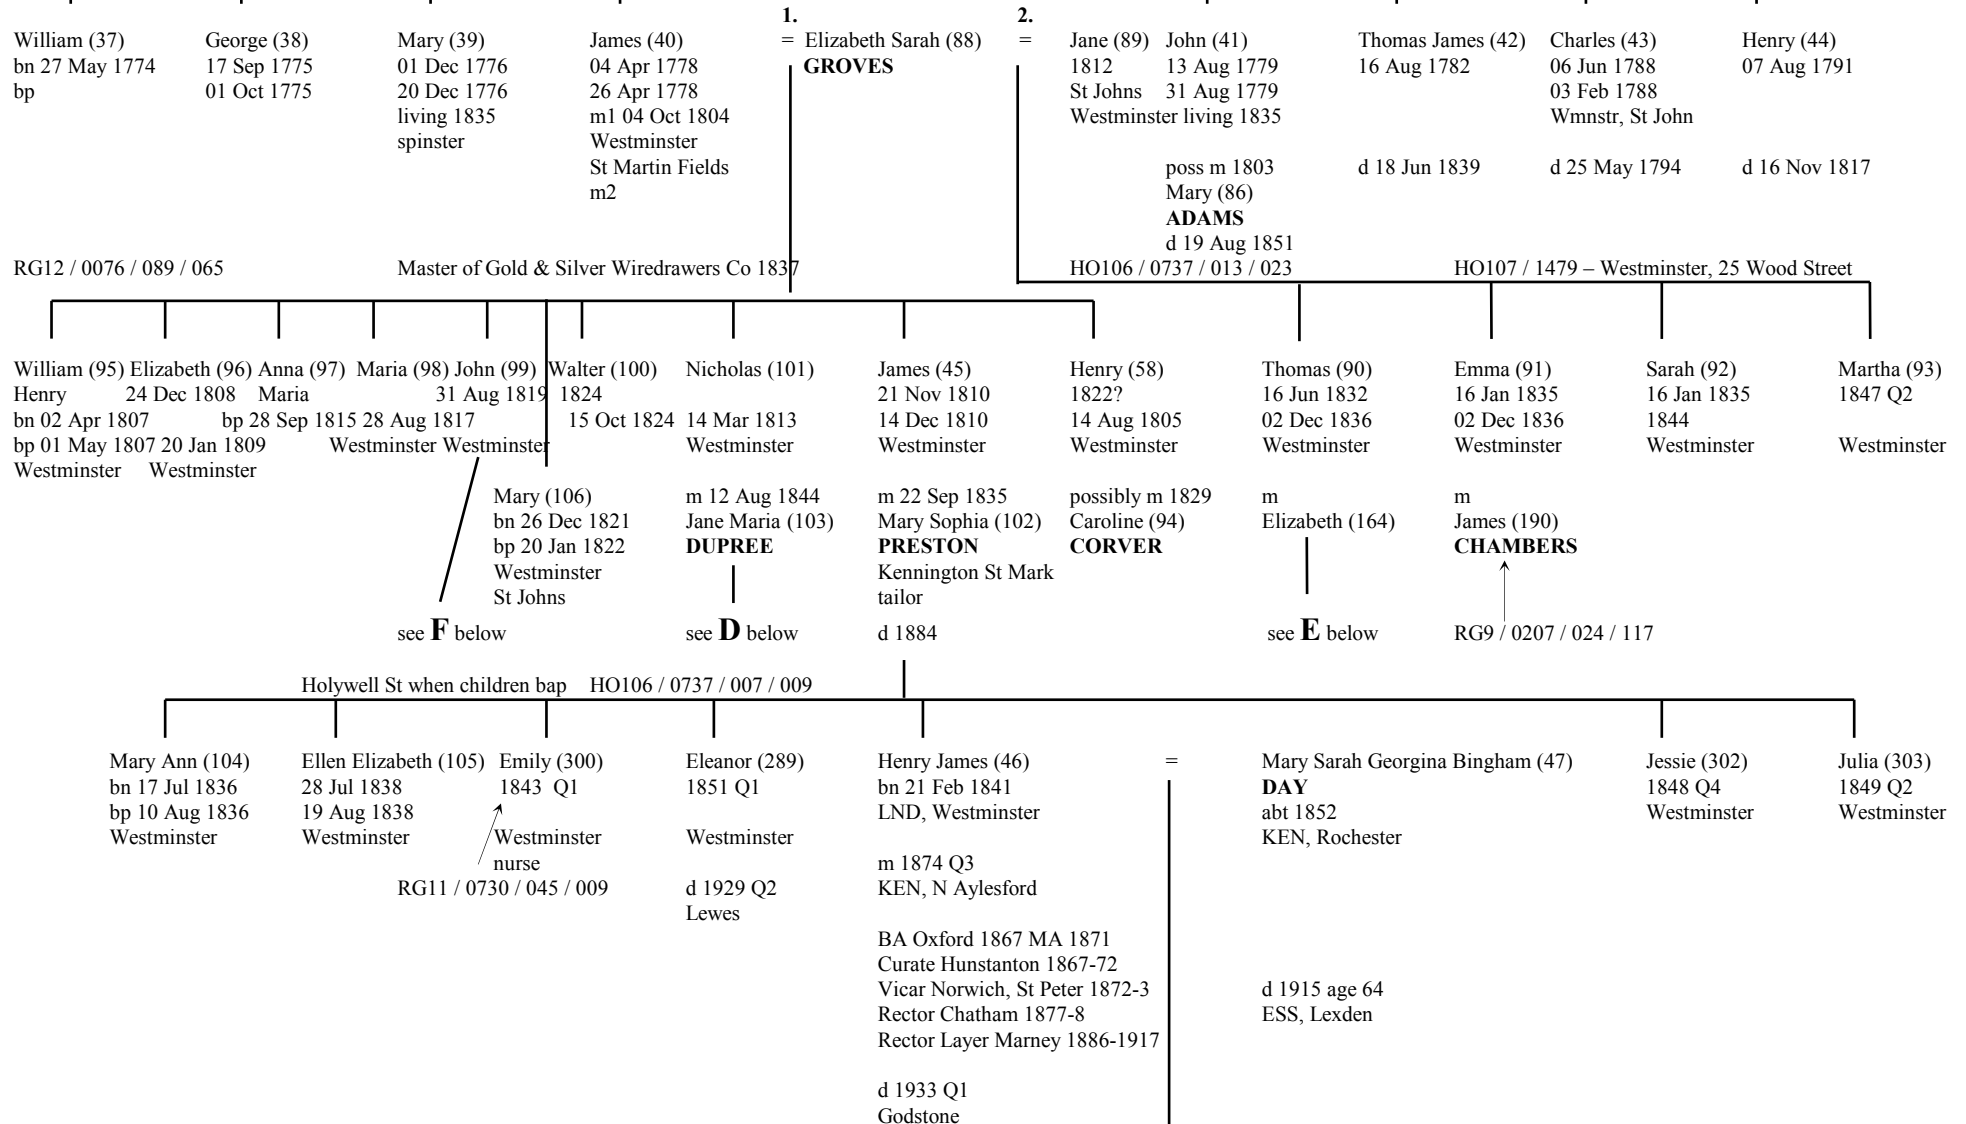 1. 2.
William (37) George (38) Mary (39) James (40) = Elizabeth Sarah (88) = Jane (89) John (41) Thomas James (42) Charles (43) Henry (44)
bn 27 May 1774 17 Sep 1775 01 Dec 1776 04 Apr 1778 GROVES 1812 13 Aug 1779 16 Aug 1782 06 Jun 1788 07 Aug 1791
bp 01 Oct 1775 20 Dec 1776 26 Apr 1778 St Johns 31 Aug 1779 03 Feb 1788
living 1835 m1 04 Oct 1804 Westminster living 1835 Wmnstr, St John
spinster Westminster
St Martin Fields poss m 1803 d 18 Jun 1839 d 25 May 1794 d 16 Nov 1817
m2 Mary (86)
ADAMS
d 19 Aug 1851
RG12 / 0076 / 089 / 065 Master of Gold & Silver Wiredrawers Co 1837 HO106 / 0737 / 013 / 023 HO107 / 1479 – Westminster, 25 Wood Street
William (95) Elizabeth (96) Anna (97) Maria (98) John (99) Walter (100) Nicholas (101) James (45) Henry (58) Thomas (90) Emma (91) Sarah (92) Martha (93)
Henry 24 Dec 1808 Maria 31 Aug 1819 1824 21 Nov 1810 1822? 16 Jun 1832 16 Jan 1835 16 Jan 1835 1847 Q2
bn 02 Apr 1807 bp 28 Sep 1815 28 Aug 1817 15 Oct 1824 14 Mar 1813 14 Dec 1810 14 Aug 1805 02 Dec 1836 02 Dec 1836 1844
bp 01 May 1807 20 Jan 1809 Westminster Westminster Westminster Westminster Westminster Westminster Westminster Westminster Westminster
Westminster Westminster
Mary (106) m 12 Aug 1844 m 22 Sep 1835 possibly m 1829 m m
bn 26 Dec 1821 Jane Maria (103) Mary Sophia (102) Caroline (94) Elizabeth (164) James (190)
bp 20 Jan 1822 DUPREE PRESTON CORVER CHAMBERS
Westminster Kennington St Mark
St Johns tailor
see F below see D below d 1884 see E below RG9 / 0207 / 024 / 117
Holywell St when children bap HO106 / 0737 / 007 / 009
Mary Ann (104) Ellen Elizabeth (105) Emily (300) Eleanor (289) Henry James (46) = Mary Sarah Georgina Bingham (47) Jessie (302) Julia (303)
bn 17 Jul 1836 28 Jul 1838 1843 Q1 1851 Q1 bn 21 Feb 1841 DAY 1848 Q4 1849 Q2
bp 10 Aug 1836 19 Aug 1838 LND, Westminster abt 1852 Westminster Westminster
Westminster Westminster Westminster Westminster KEN, Rochester
nurse m 1874 Q3
RG11 / 0730 / 045 / 009 d 1929 Q2 KEN, N Aylesford
Lewes
BA Oxford 1867 MA 1871
Curate Hunstanton 1867-72
Vicar Norwich, St Peter 1872-3 d 1915 age 64
Rector Chatham 1877-8 ESS, Lexden
Rector Layer Marney 1886-1917
d 1933 Q1
Godstone